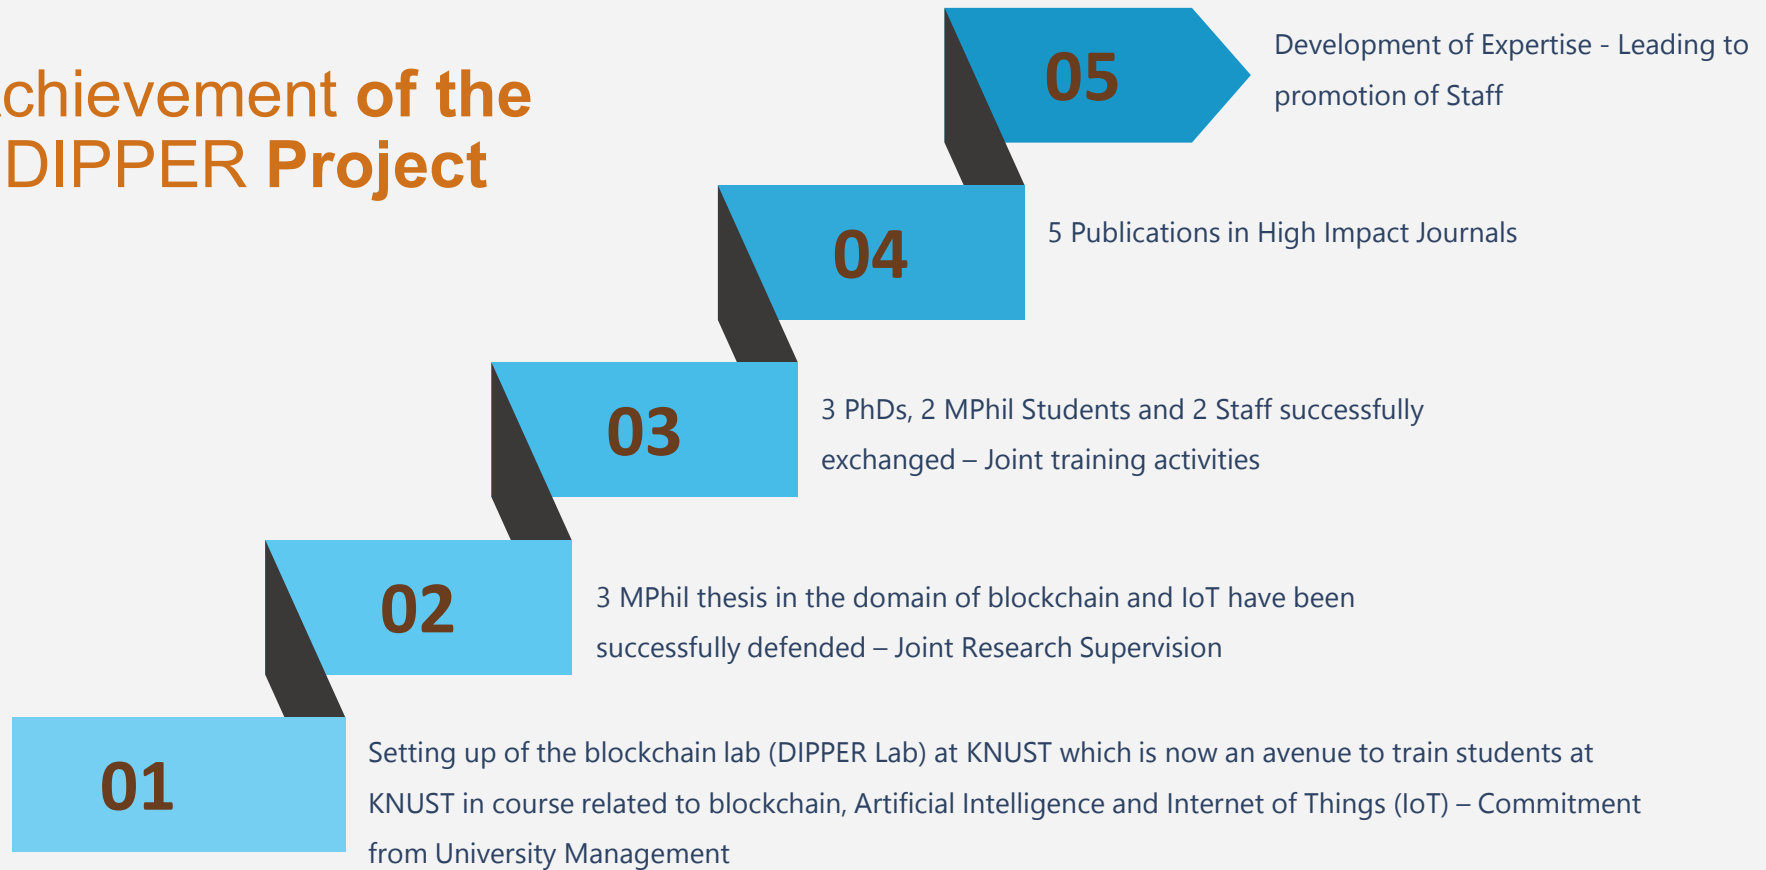 chievement of the
DIPPER Project
05
Development of Expertise - Leading to
promotion of Staff
04
5 Publications in High Impact Journals
03
3 PhDs, 2 MPhil Students and 2 Staff successfully
exchanged – Joint training activities
02
3 MPhil thesis in the domain of blockchain and IoT have been
successfully defended – Joint Research Supervision
01
Setting up of the blockchain lab (DIPPER Lab) at KNUST which is now an avenue to train students at
KNUST in course related to blockchain, Artificial Intelligence and Internet of Things (IoT) – Commitment
from University Management